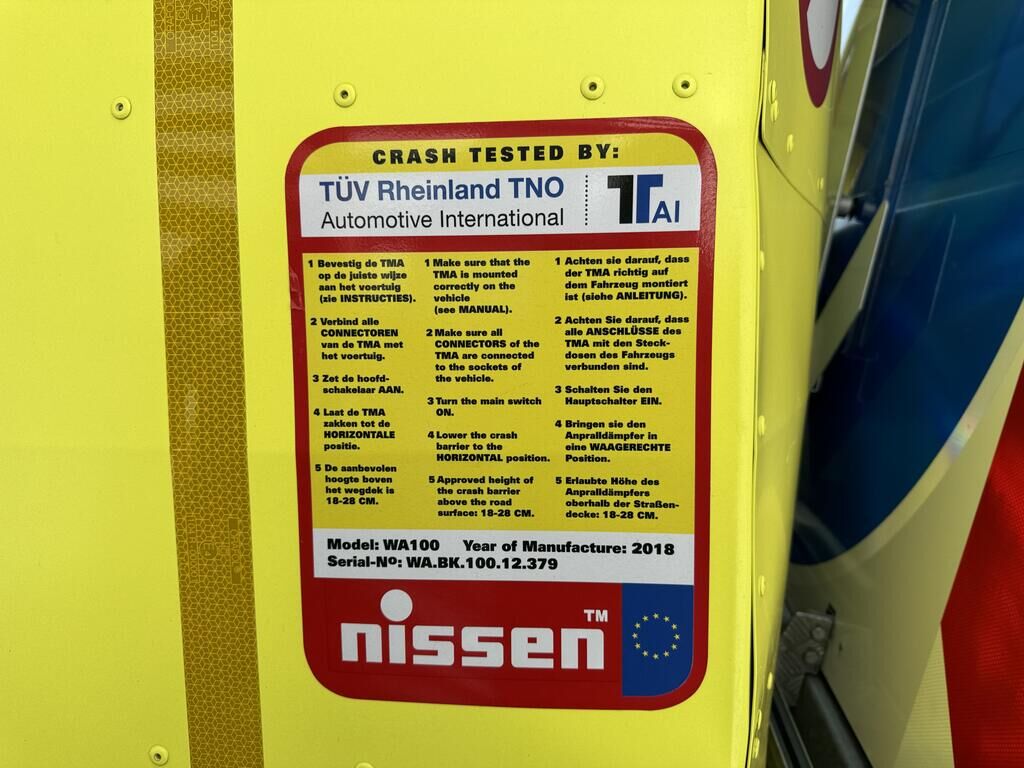 CRASH TESTED BY:
TÜV Rheinland TNO
Automotive International
TTAI
1 Bevestig de TMA
op de juiste wijze
aan het voertuig
(zie INSTRUCTIES).
2 Verbind alle
CONNECTOREN
van de TMA met
het voertuig.
3 Zet de hoofd-
schakelaar AAN.
4 Laat de TMA
zakken tot de
HORIZONTALE
positie.
5 De aanbevolen
hoogte boven
het wegdek is
18-28 CM.
1 Make sure that the
TMA is mounted
correctly on the
vehicle
(see MANUAL).
2 Make sure all
CONNECTORS of the
TMA are connected
to the sockets of
the vehicle.
3 Turn the main switch
ON.
4 Lower the crash
barrier to the
HORIZONTAL position.
5 Approved height of
the crash barrier
above the road
surface: 18-28 CM.
1 Achten sie darauf, dass
der TMA richtig auf
dem Fahrzeug montiert
ist (siehe ANLEITUNG).
2 Achten Sie darauf, dass
alle ANSCHLÜSSE des
TMA mit den Steck-
dosen des Fahrzeugs
verbunden sind.
3 Schalten Sie den
Hauptschalter EIN.
4 Bringen sie den
Anpralldämpfer in
eine WAAGERECHTE
Position.
5 Erlaubte Höhe des
Anpralldämpfers
oberhalb der Straßen-
decke: 18-28 CM.
Model: WA100 Year of Manufacture: 2018
Serial-Nº: WA.BK.100.12.379
nissen™